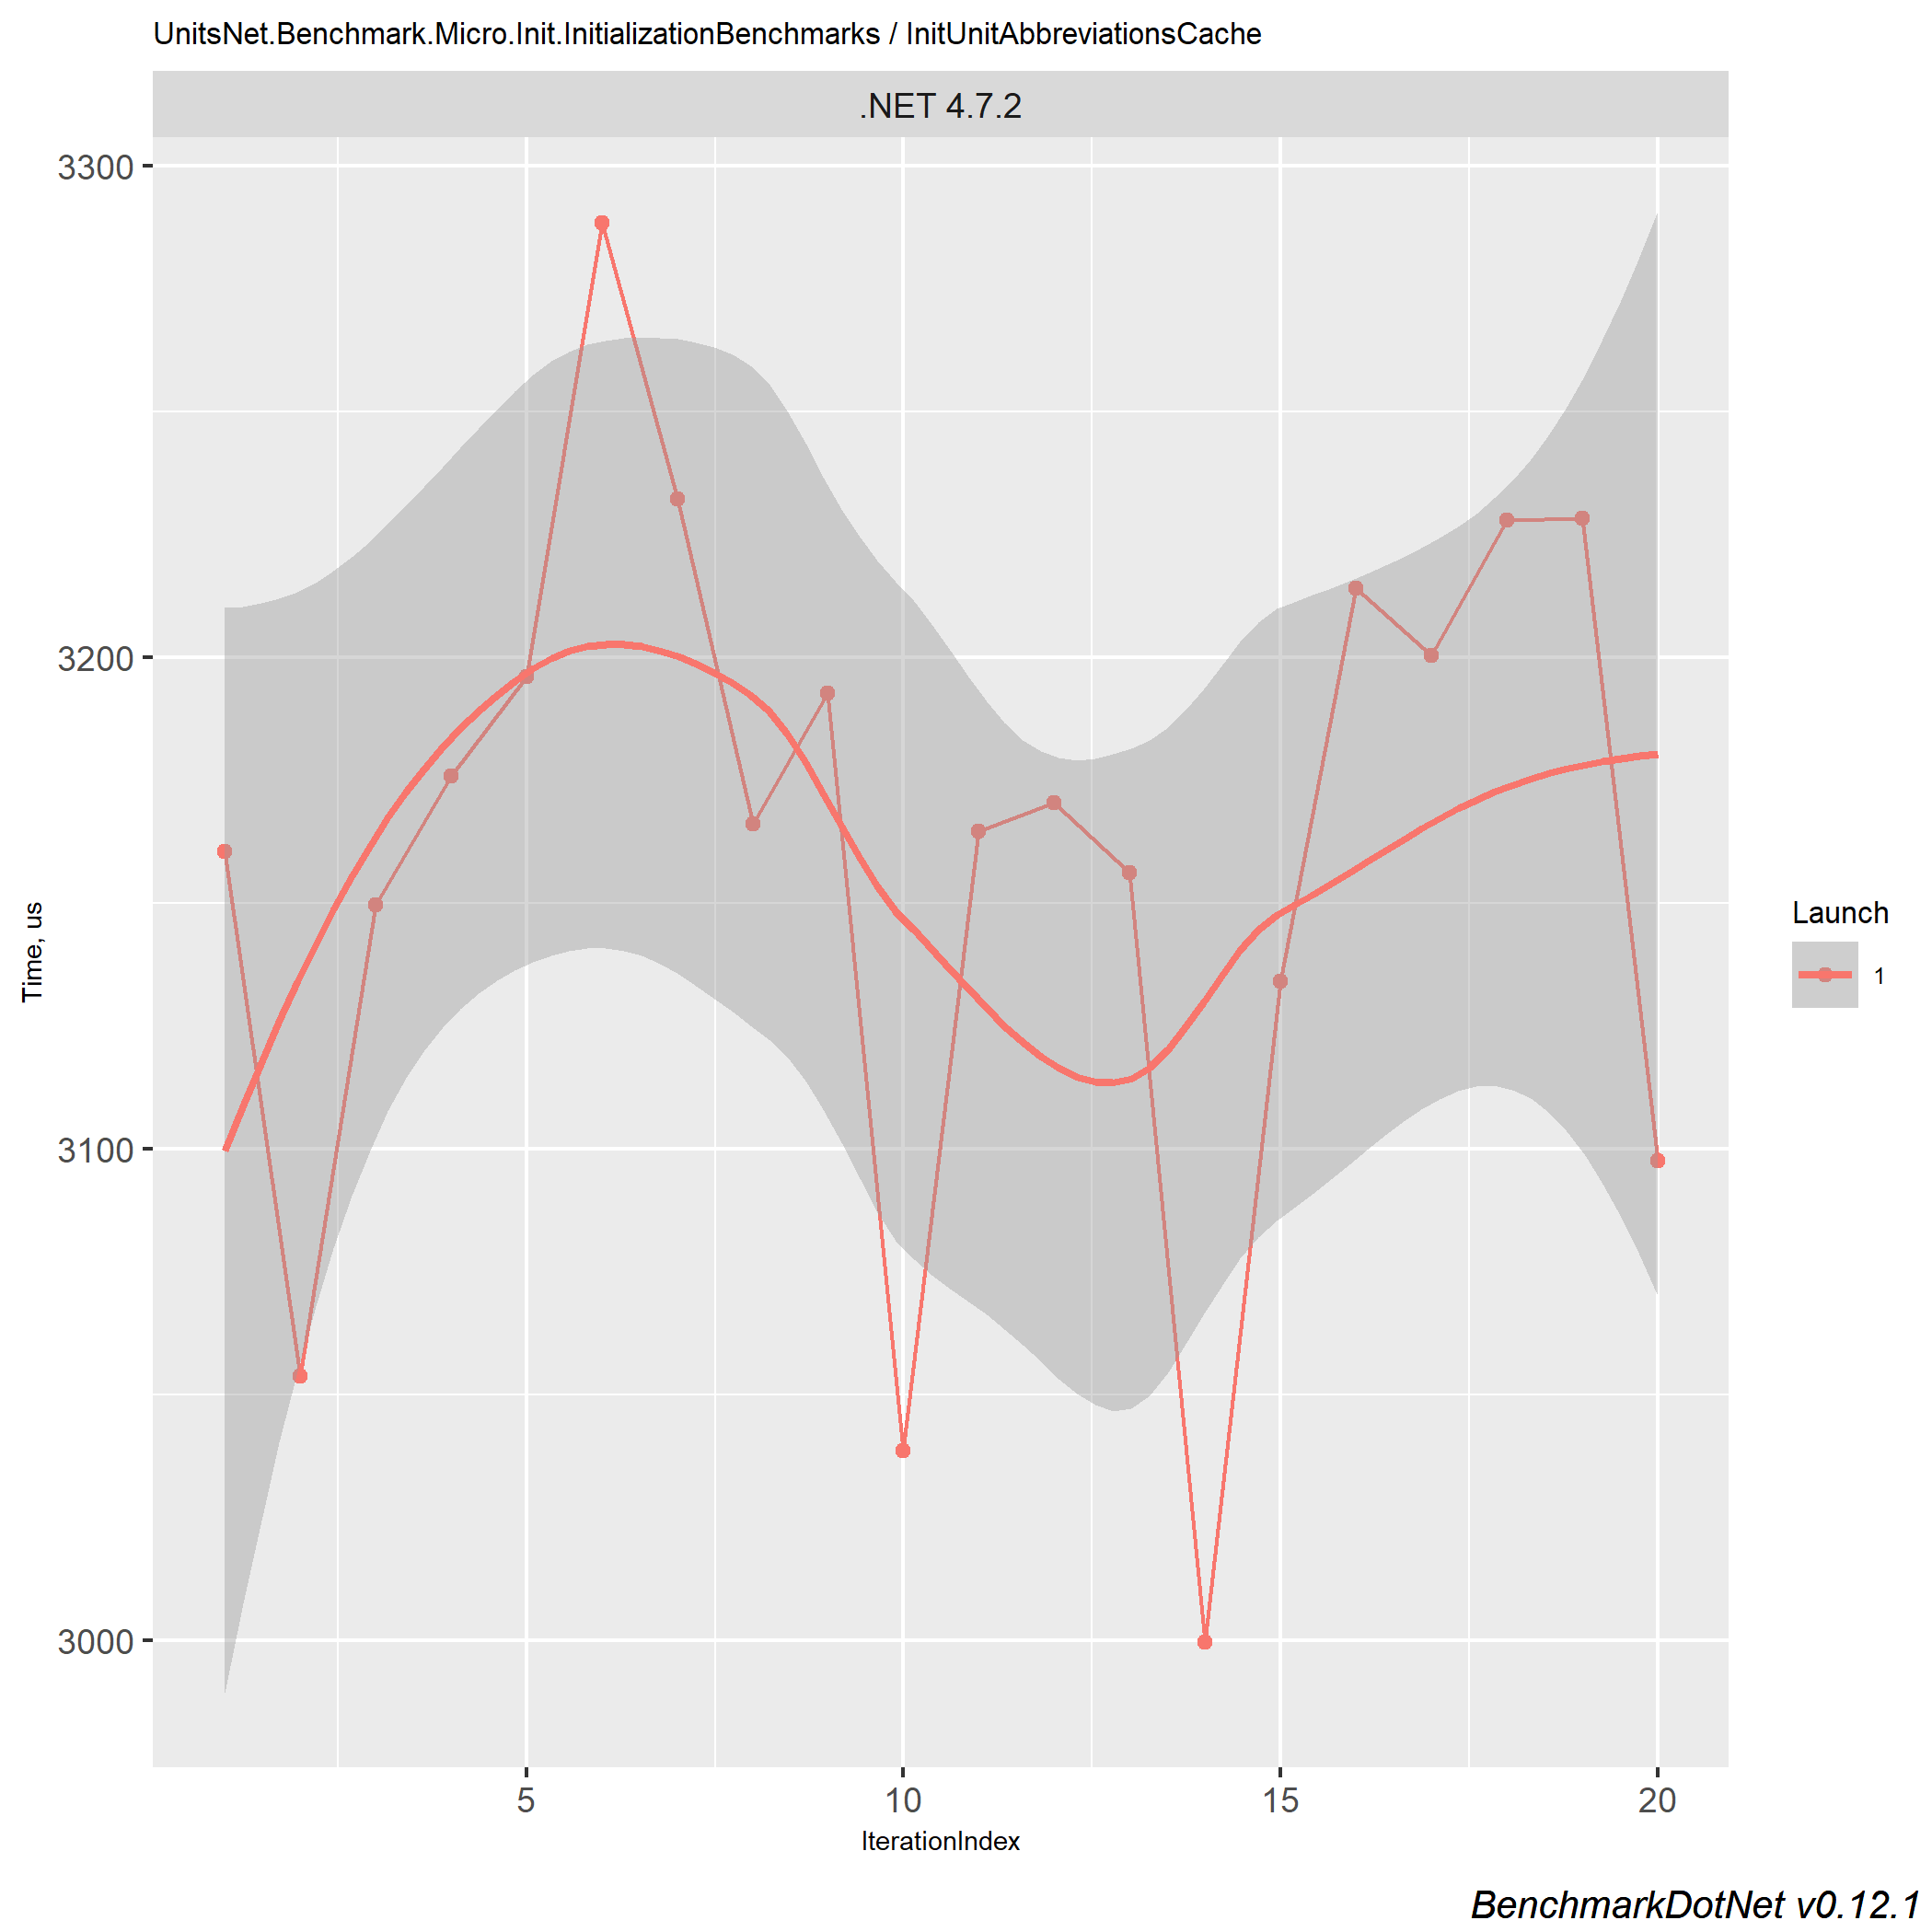 UnitsNet.Benchmark.Micro.Init.InitializationBenchmarks / InitUnitAbbreviationsCache
.NET 4.7.2
3300
3200
3100
3000
Time, us
5 10 15 20
IterationIndex
Launch
1
BenchmarkDotNet v0.12.1